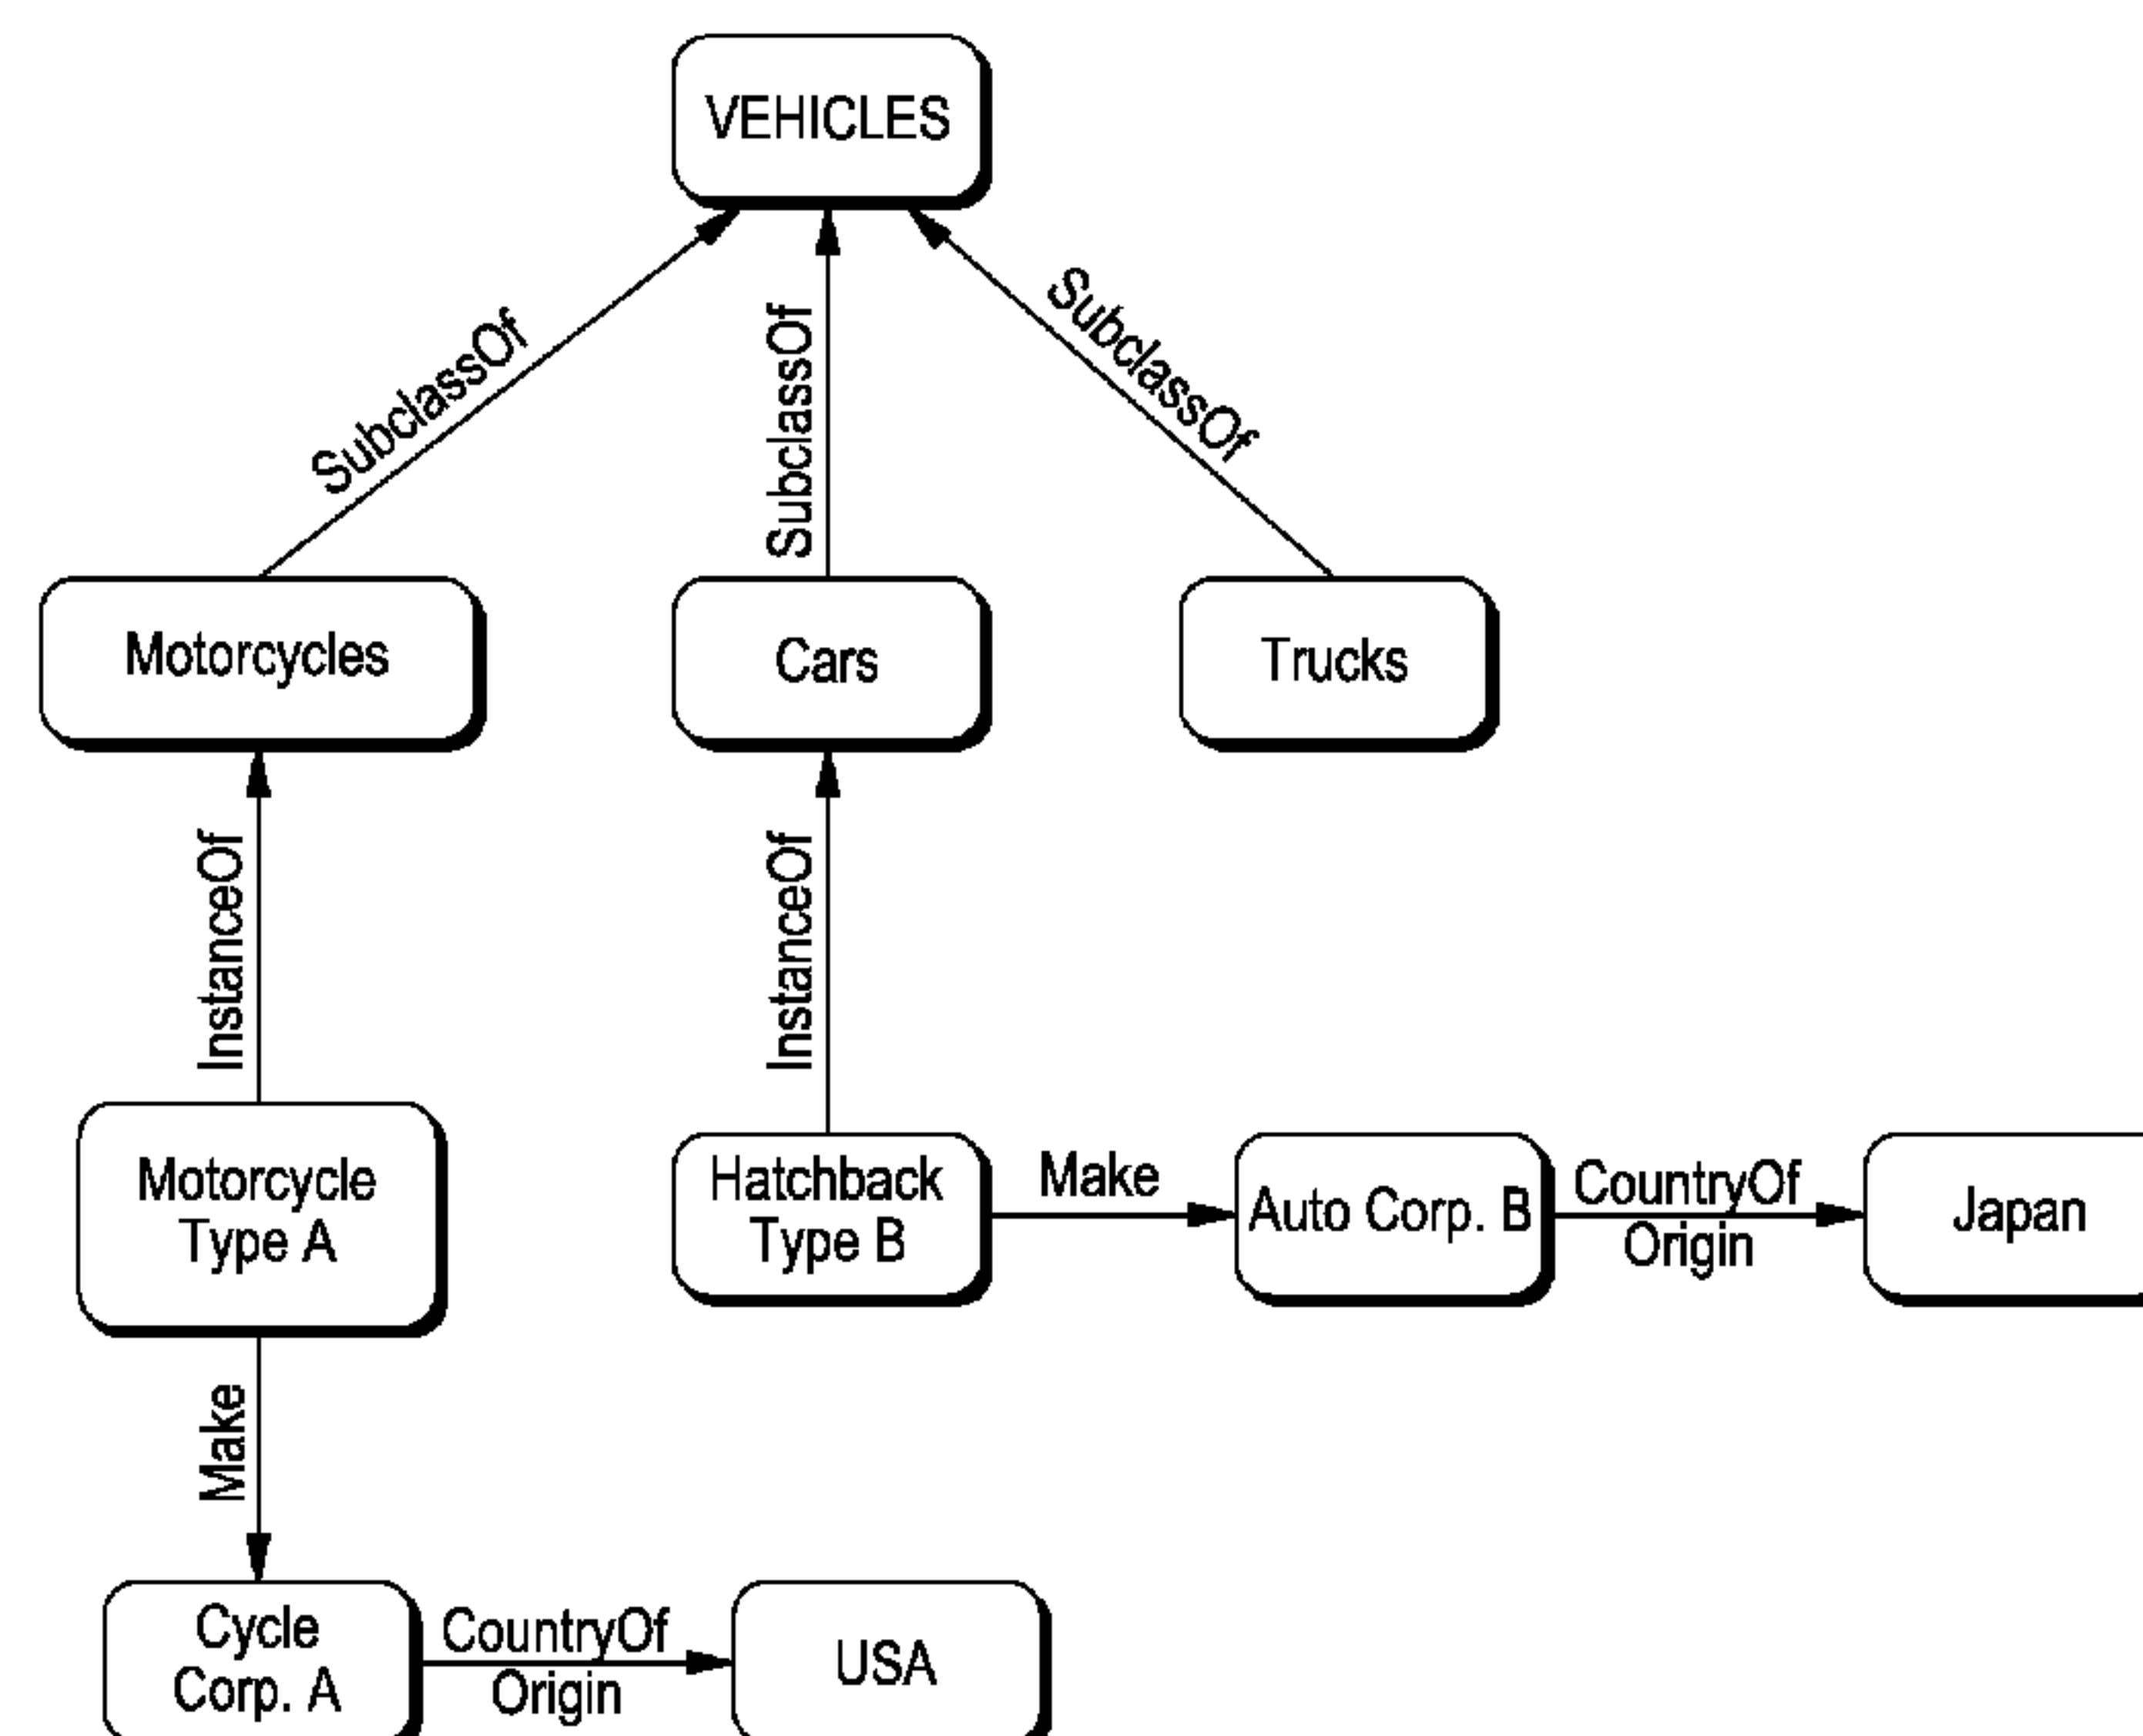 VEHICLES
SubclassOf
SubclassOf
SubclassOf
Motorcycles
Cars
Trucks
InstanceOf
InstanceOf
Motorcycle
Type A
Hatchback
Type B
Make
Auto Corp. B
CountryOf
Origin
Japan
Make
Cycle
Corp. A
CountryOf
Origin
USA